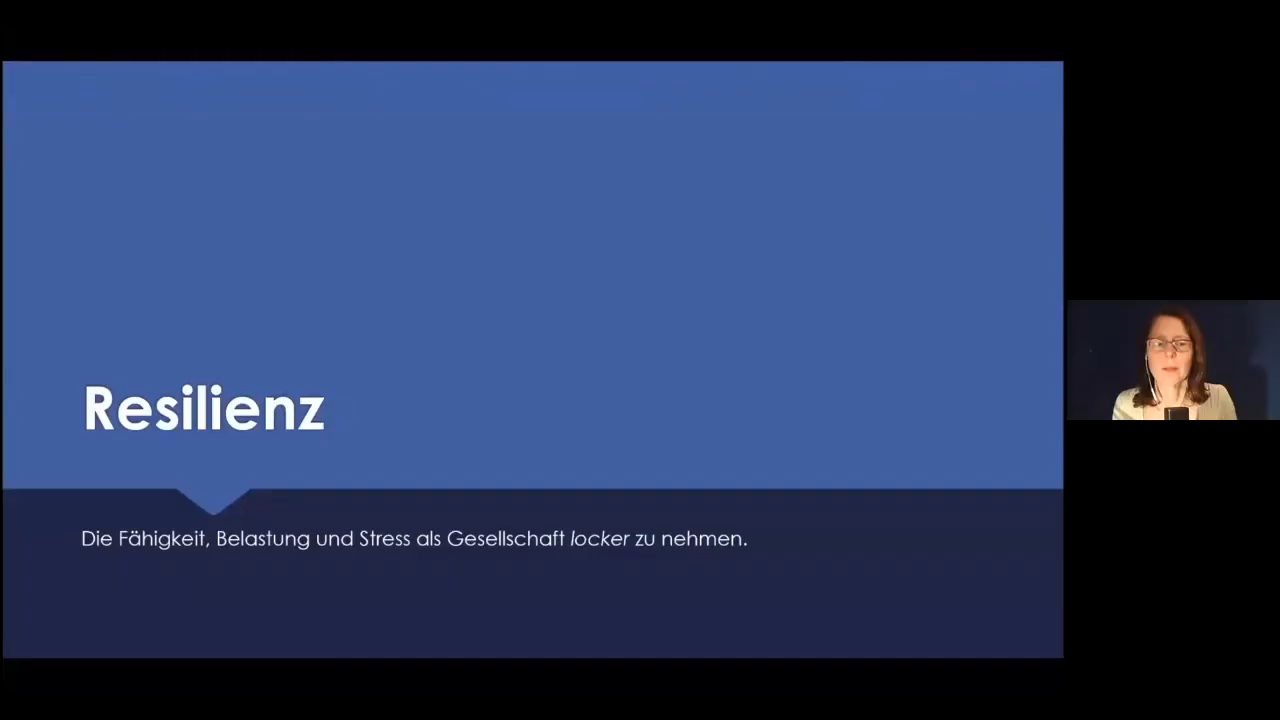 Resilienz
Die Fähigkeit, Belastung und Stress als Gesellschaft locker zu nehmen.